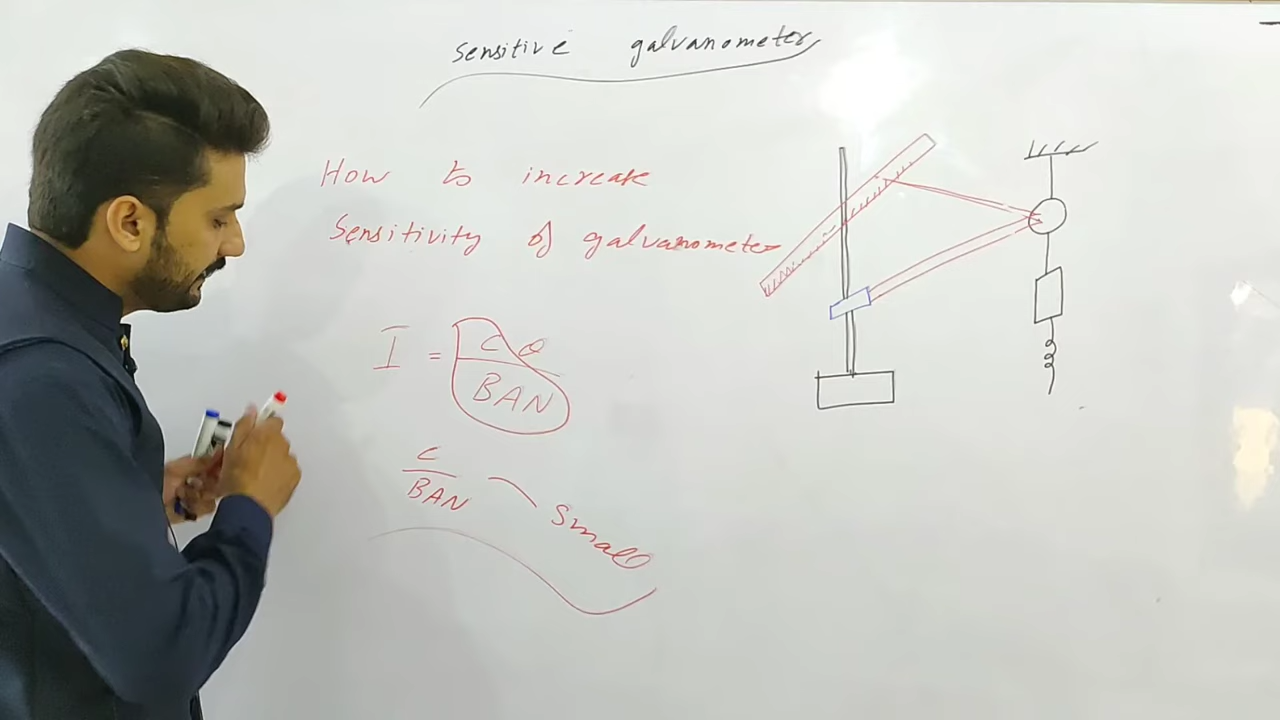 sensitive galvanometer
How to increase
Sensitivity of galvanometer
I = Cθ
BAN
C
BAN
small